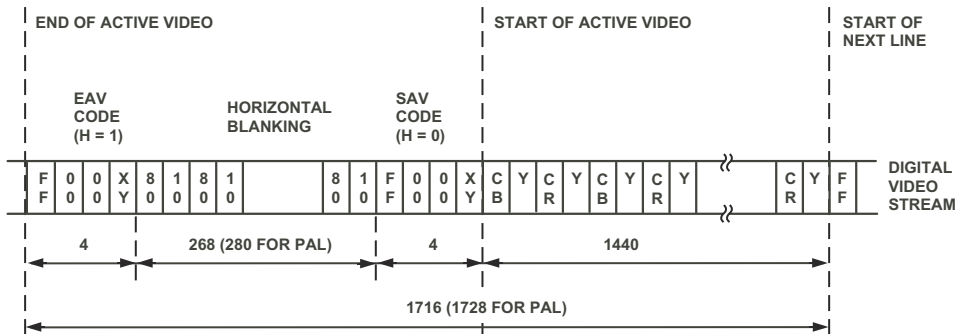 END OF ACTIVE VIDEO
START OF ACTIVE VIDEO
START OF
NEXT LINE
EAV
CODE
(H = 1)
HORIZONTAL
BLANKING
SAV
CODE
(H = 0)
F 0 0 X 8 1 8 1 8 1 F 0 0 X C Y C Y C Y C Y C Y F
F 0 0 Y 0 0 0 0 0 0 F 0 0 Y B R B R R F
DIGITAL
VIDEO
STREAM
4
268 (280 FOR PAL)
4
1440
1716 (1728 FOR PAL)